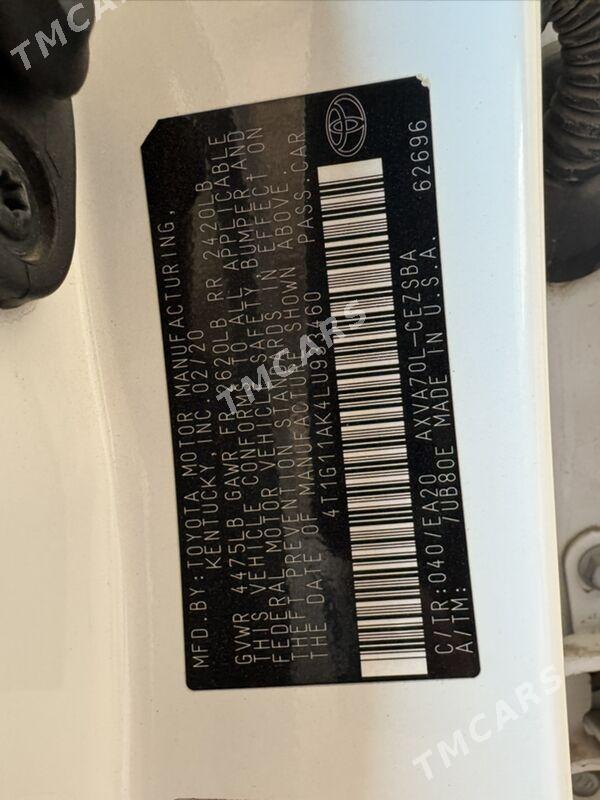 MFD.BY:TOYOTA MOTOR MANUFACTURING,
KENTUCKY, INC 02/20
GVWR 4475LB GAWR FR 2620LB RR 2420LB
THIS VEHICLE CONFORMS TO ALL APPLICABLE
FEDERAL MOTOR VEHICLE SAFETY, BUMPER, AND
THEFT PREVENTION STANDARDS IN EFFECT ON
THE DATE OF MANUFACTURE SHOWN ABOVE.
PASS.CAR
C/TR:040/EA20 AXVA70L-CEZSBA
A/TM: /UB80E MADE IN U.S.A. 62696
TMCARS
TMCARS
TMCARS
TMCARS